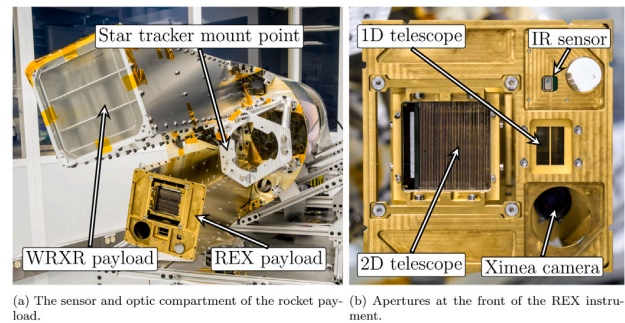 Star tracker mount point
WRXR payload
REX payload
1D telescope
IR sensor
2D telescope
Ximea camera
(a) The sensor and optic compartment of the rocket pay-
load.
(b) Apertures at the front of the REX instru-
ment.